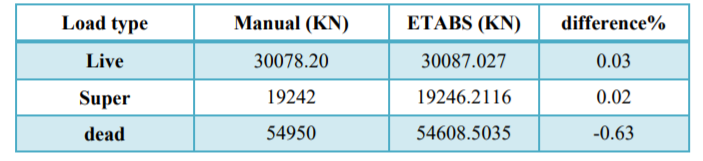 Load type Manual (KN) ETABS (KN) difference%
Live 30078.20 30087.027 0.03
Super 19242 19246.2116 0.02
dead 54950 54608.5035 -0.63